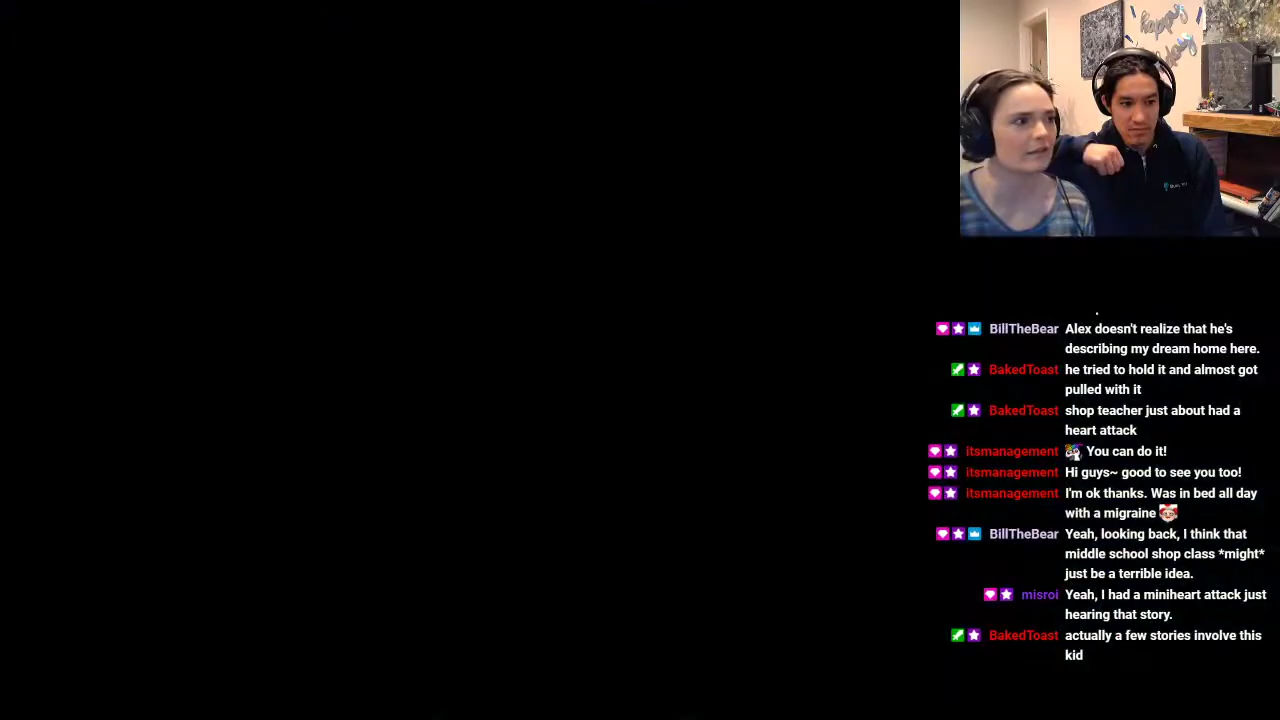 happy
BillTheBear Alex doesn't realize that he's
describing my dream home here.
BakedToast he tried to hold it and almost got
pulled with it
BakedToast shop teacher just about had a
heart attack
itsmanagement You can do it!
itsmanagement Hi guys~ good to see you too!
itsmanagement I'm ok thanks. Was in bed all day
with a migraine
BillTheBear Yeah, looking back, I think that
middle school shop class *might*
just be a terrible idea.
misroi Yeah, I had a miniheart attack just
hearing that story.
BakedToast actually a few stories involve this
kid